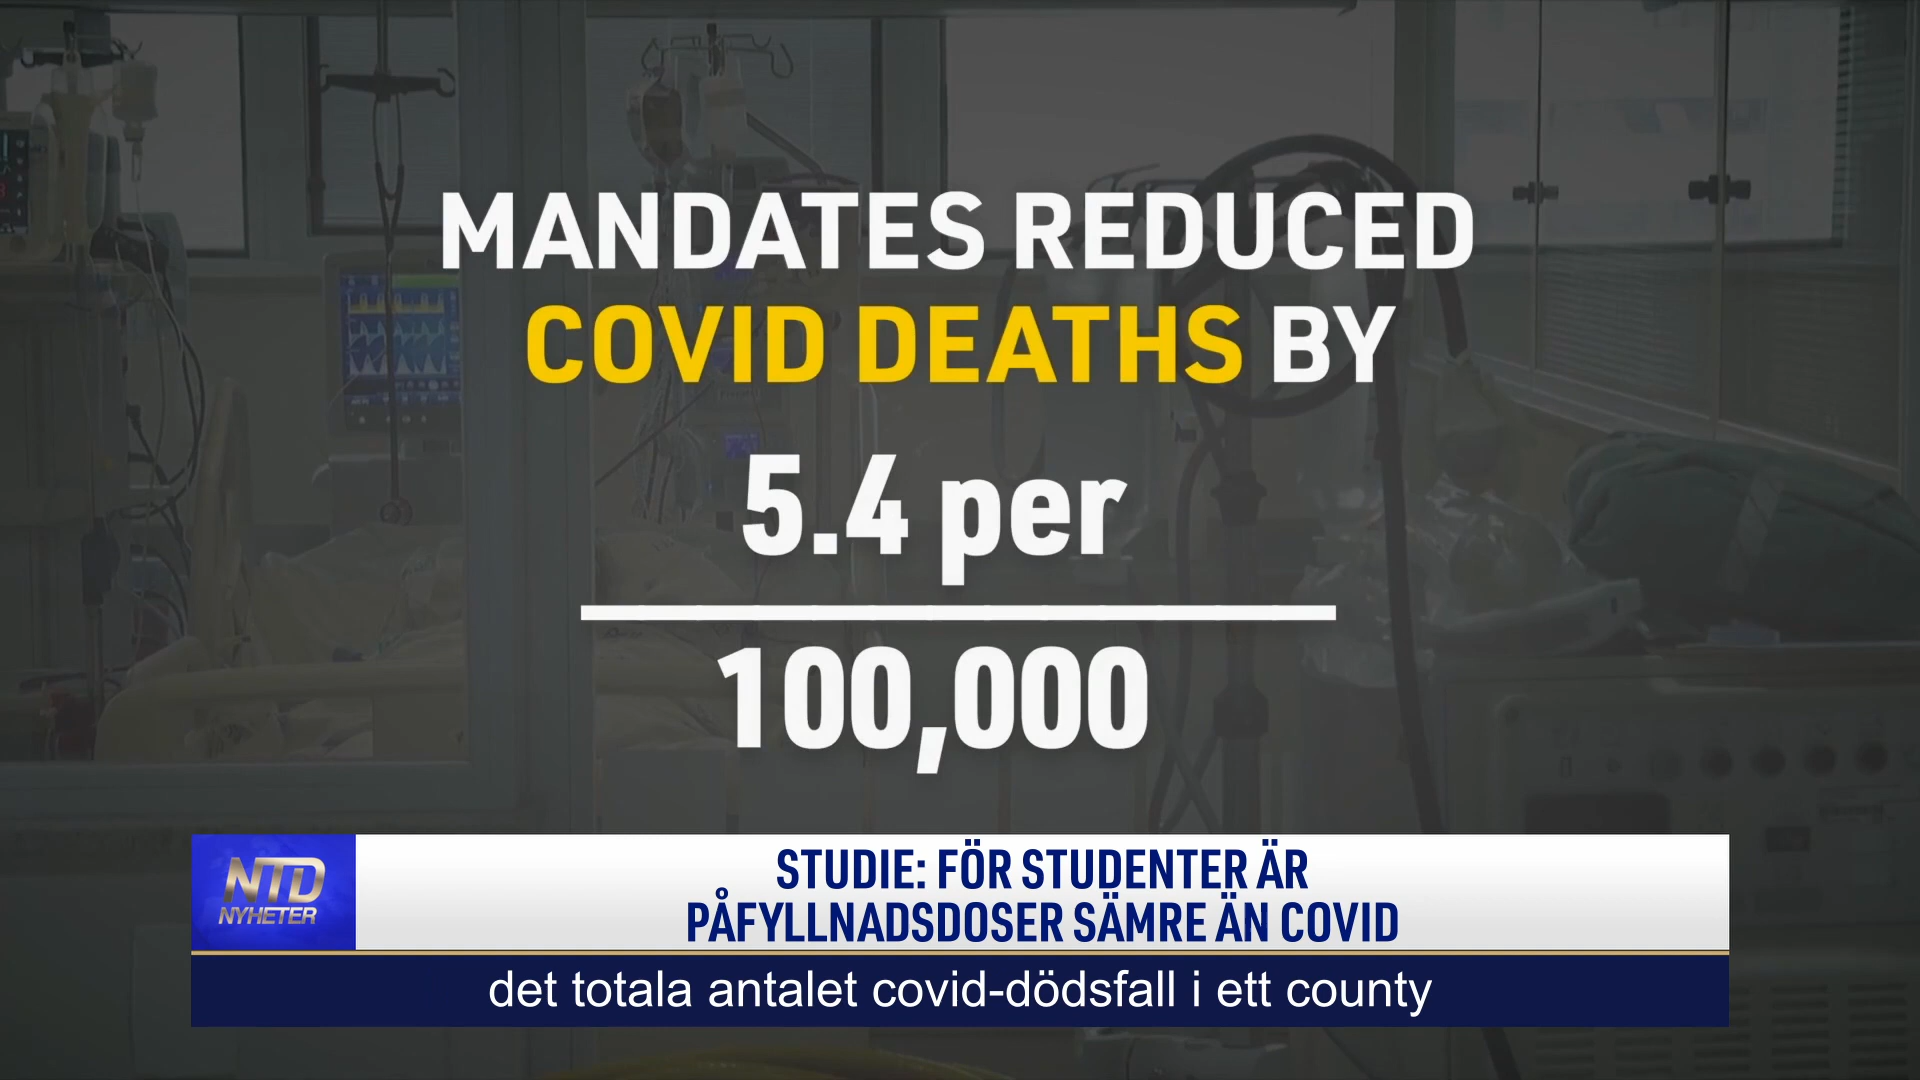 MANDATES REDUCED
COVID DEATHS BY
5.4 per
100,000
NTD
NYHETER
STUDIE: FÖR STUDENTER ÄR
PÅFYLLNADSDOSER SÄMRE ÄN COVID
det totala antalet covid-dödsfall i ett county